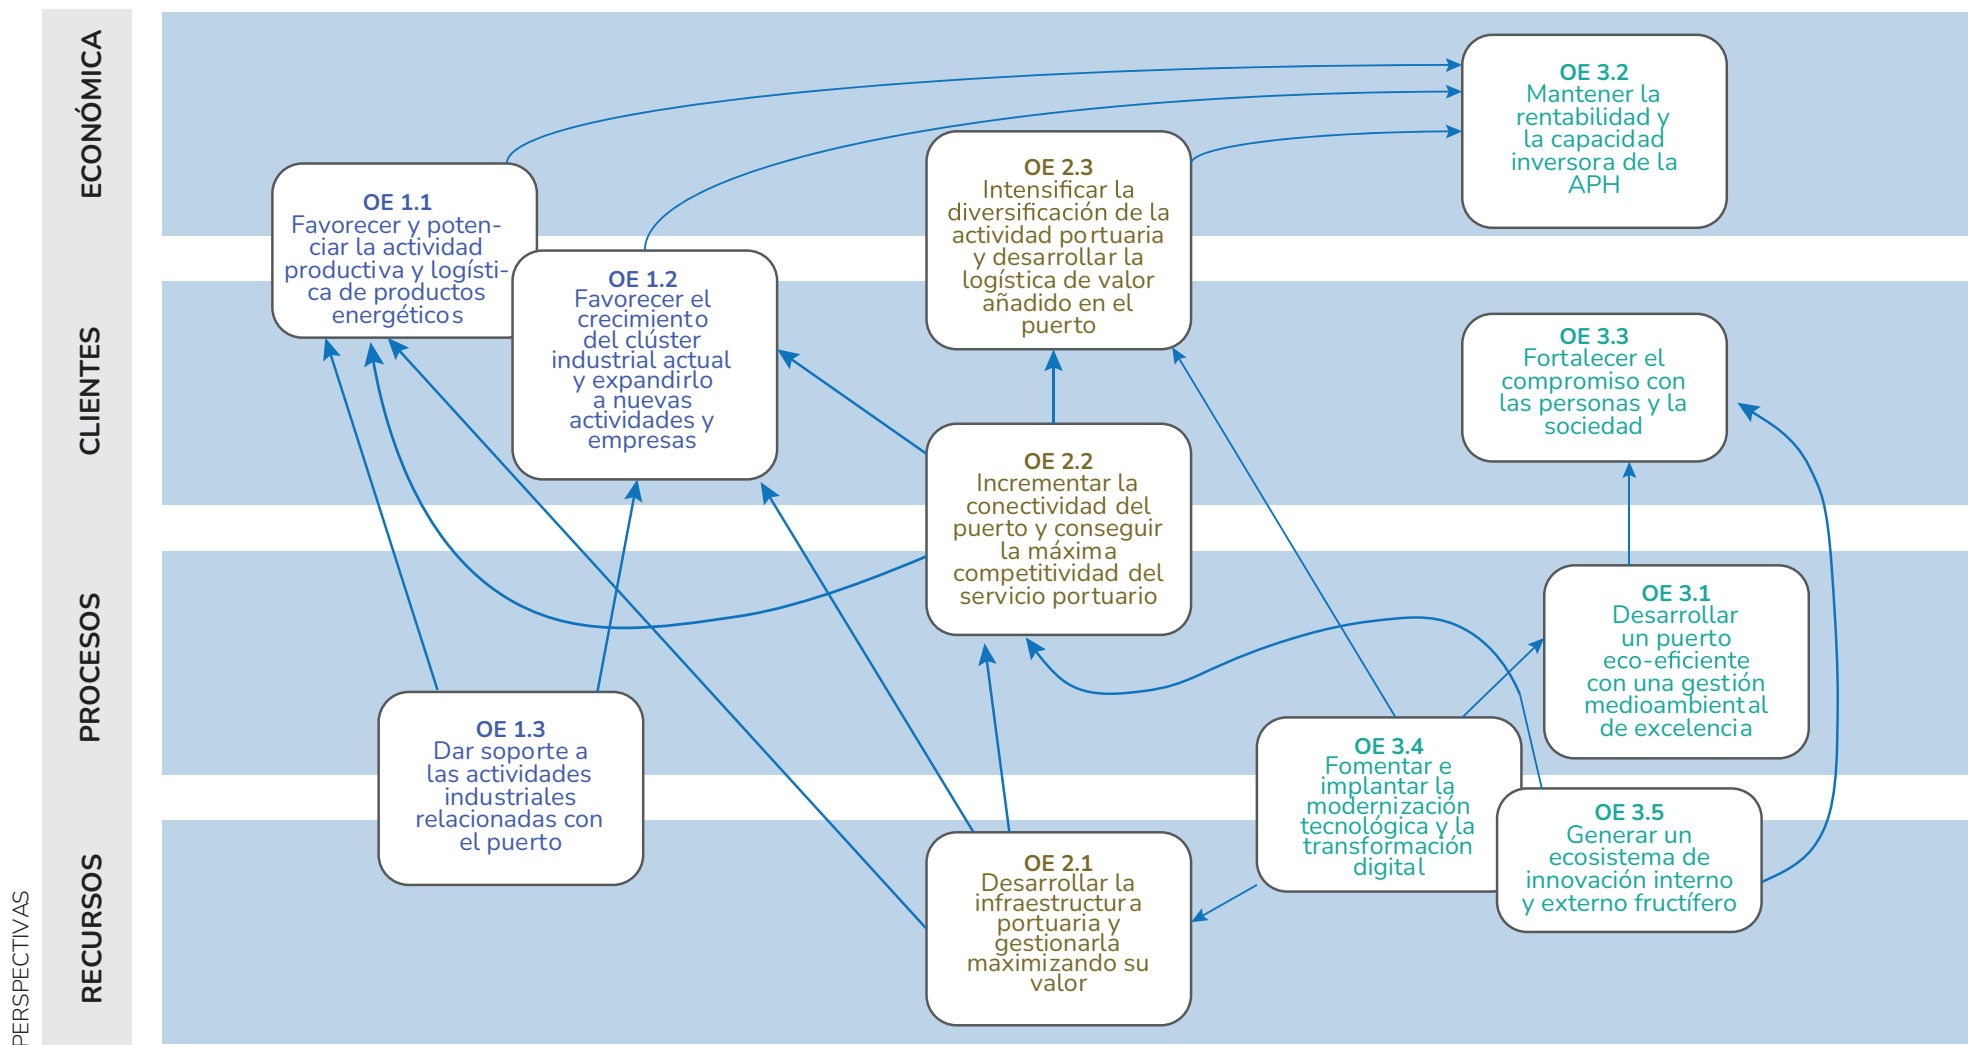 PERSPECTIVAS
ECONÓMICA
CLIENTES
PROCESOS
RECURSOS
OE 1.1
Favorecer y poten-
ciar la actividad
productiva y logísti-
ca de productos
energéticos
OE 1.2
Favorecer el
crecimiento
del clúster
industrial actual
y expandirlo
a nuevas
actividades y
empresas
OE 1.3
Dar soporte a
las actividades
industriales
relacionadas con
el puerto
OE 2.3
Intensificar la
diversificación de la
actividad portuaria
y desarrollar la
logística de valor
añadido en el
puerto
OE 2.2
Incrementar la
conectividad del
puerto y conseguir
la máxima
competitividad del
servicio portuario
OE 2.1
Desarrollar la
infraestructura
portuaria y
gestionarla
maximizando su
valor
OE 3.2
Mantener la
rentabilidad y
la capacidad
inversora de la
APH
OE 3.3
Fortalecer el
compromiso con
las personas y la
sociedad
OE 3.1
Desarrollar
un puerto
eco-eficiente
con una gestión
medioambiental
de excelencia
OE 3.4
Fomentar e
implantar la
modernización
tecnológica y la
transformación
digital
OE 3.5
Generar un
ecosistema de
innovación interno
y externo fructífero